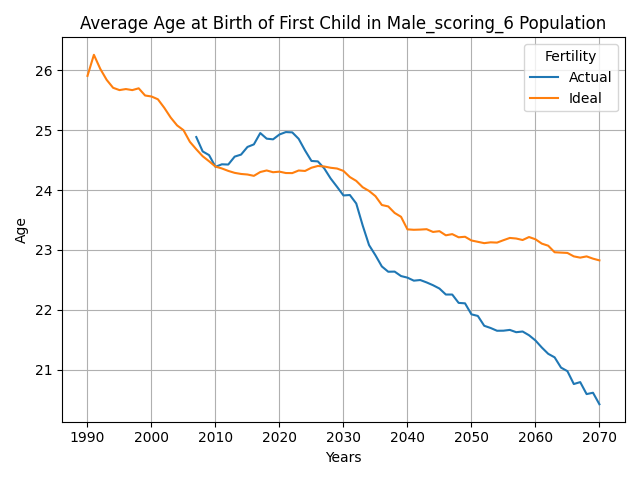 Average Age at Birth of First Child in Male_scoring_6 Population
Fertility
Actual
Ideal
Age
26
25
24
23
22
21
1990 2000 2010 2020 2030 2040 2050 2060 2070
Years